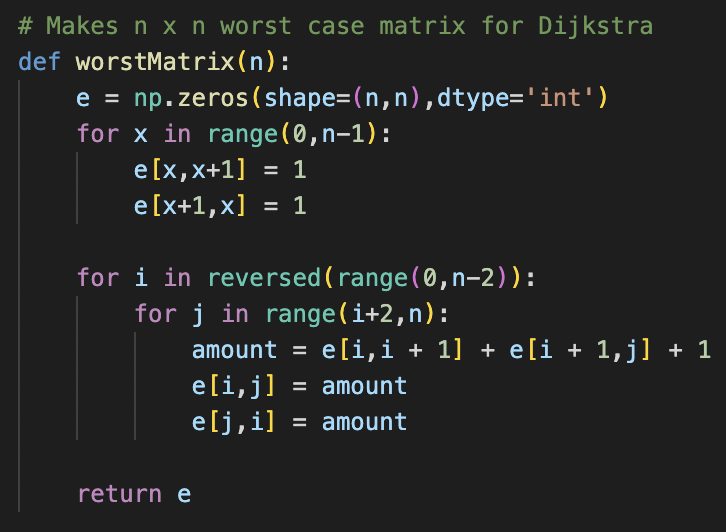 # Makes n x n worst case matrix for Dijkstra
def worstMatrix(n):
    e = np.zeros(shape=(n,n),dtype='int')
    for x in range(0,n-1):
        e[x,x+1] = 1
        e[x+1,x] = 1

    for i in reversed(range(0,n-2)):
        for j in range(i+2,n):
            amount = e[i,i + 1] + e[i + 1,j] + 1
            e[i,j] = amount
            e[j,i] = amount

    return e